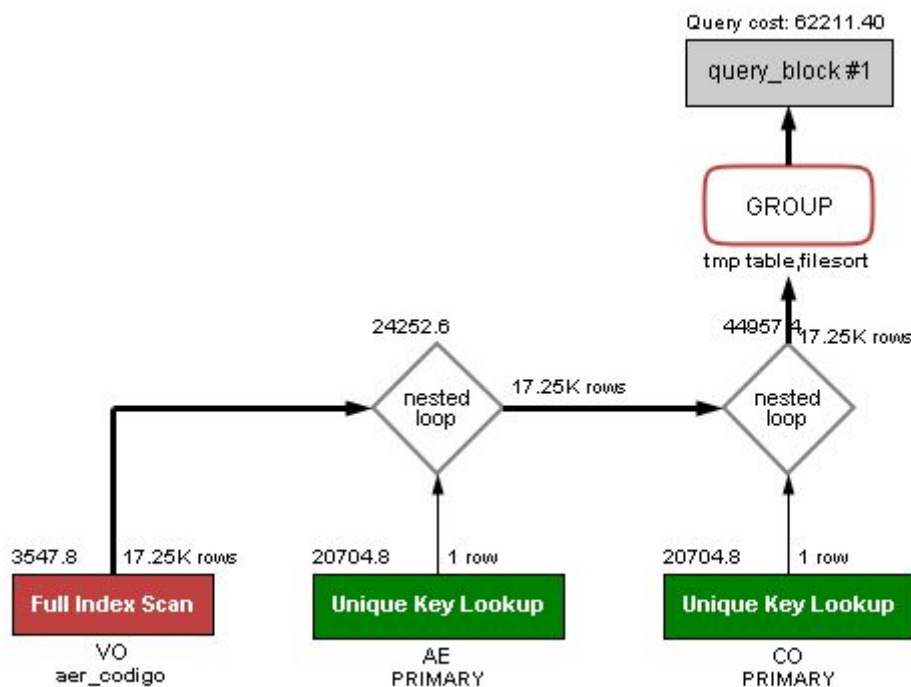 Query cost: 62211.40
query_block #1
GROUP
tmp table,filesort
24252.6
44957.4
17.25K rows
nested
loop
17.25K rows
nested
loop
3547.8
17.25K rows
20704.8
1 row
20704.8
1 row
Full Index Scan
Unique Key Lookup
Unique Key Lookup
VO
aer_codigo
AE
PRIMARY
CO
PRIMARY